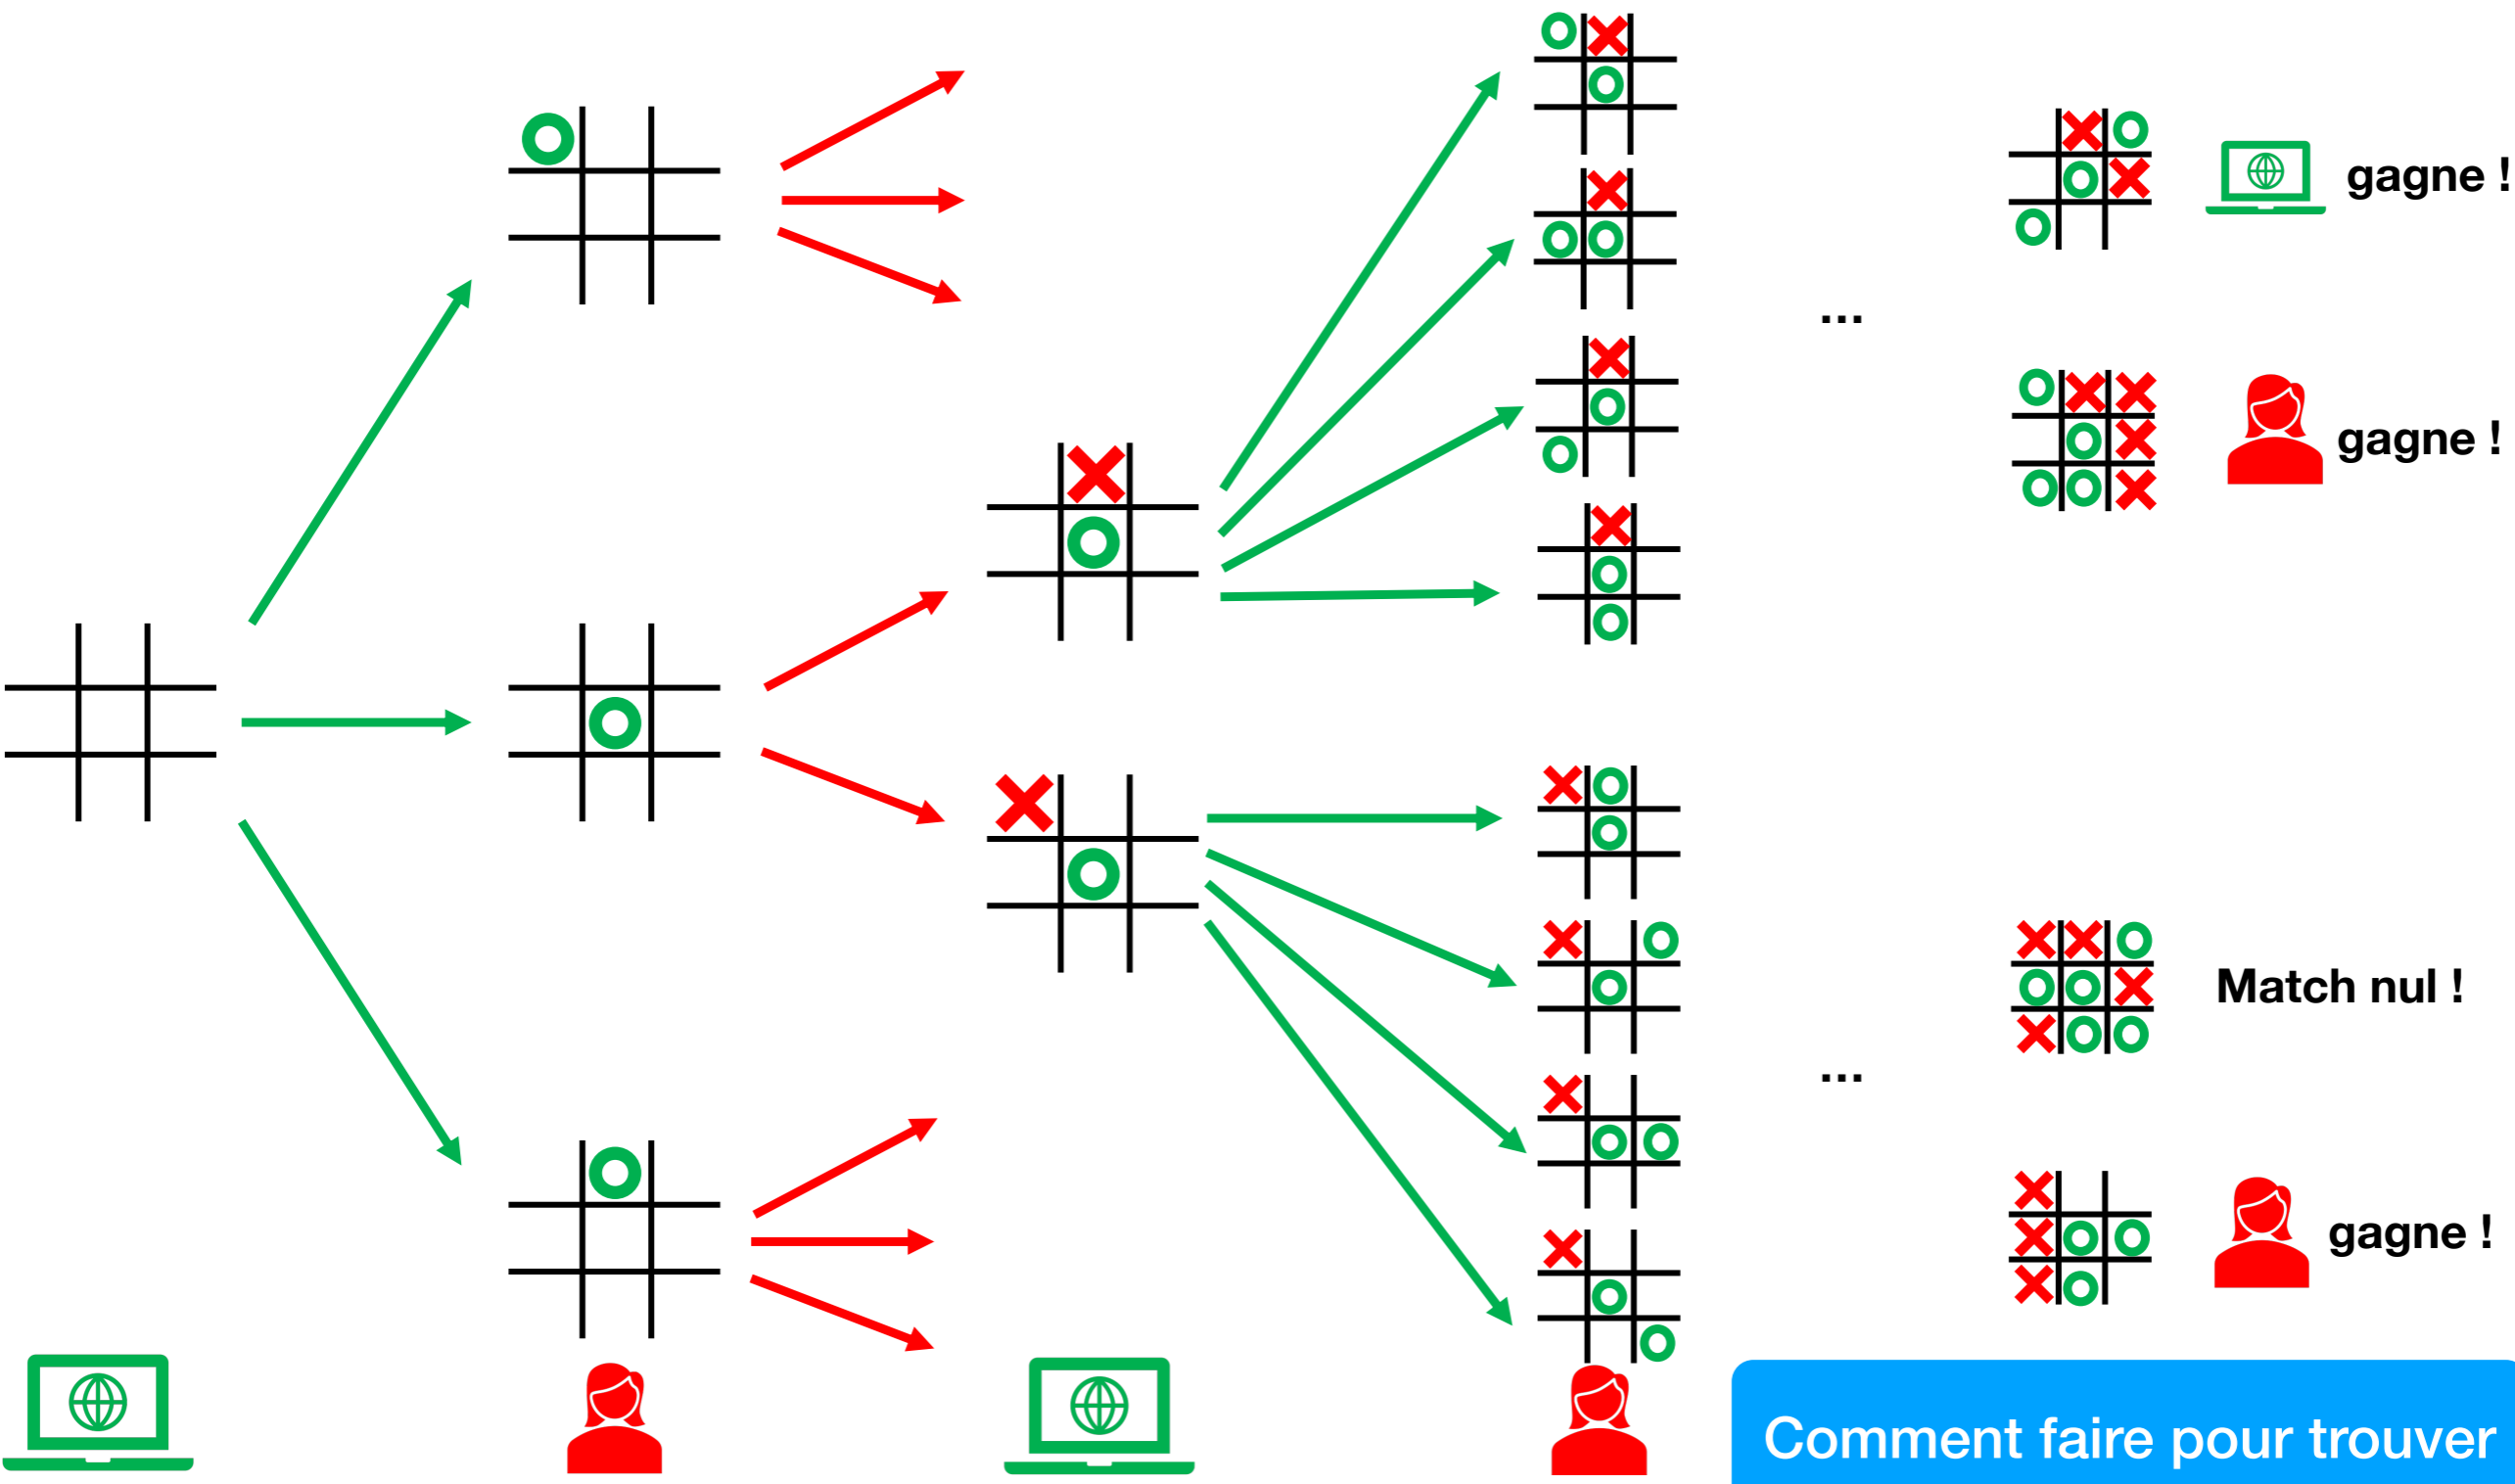 gagne !
...
gagne !
Match nul !
...
gagne !
Comment faire pour trouver